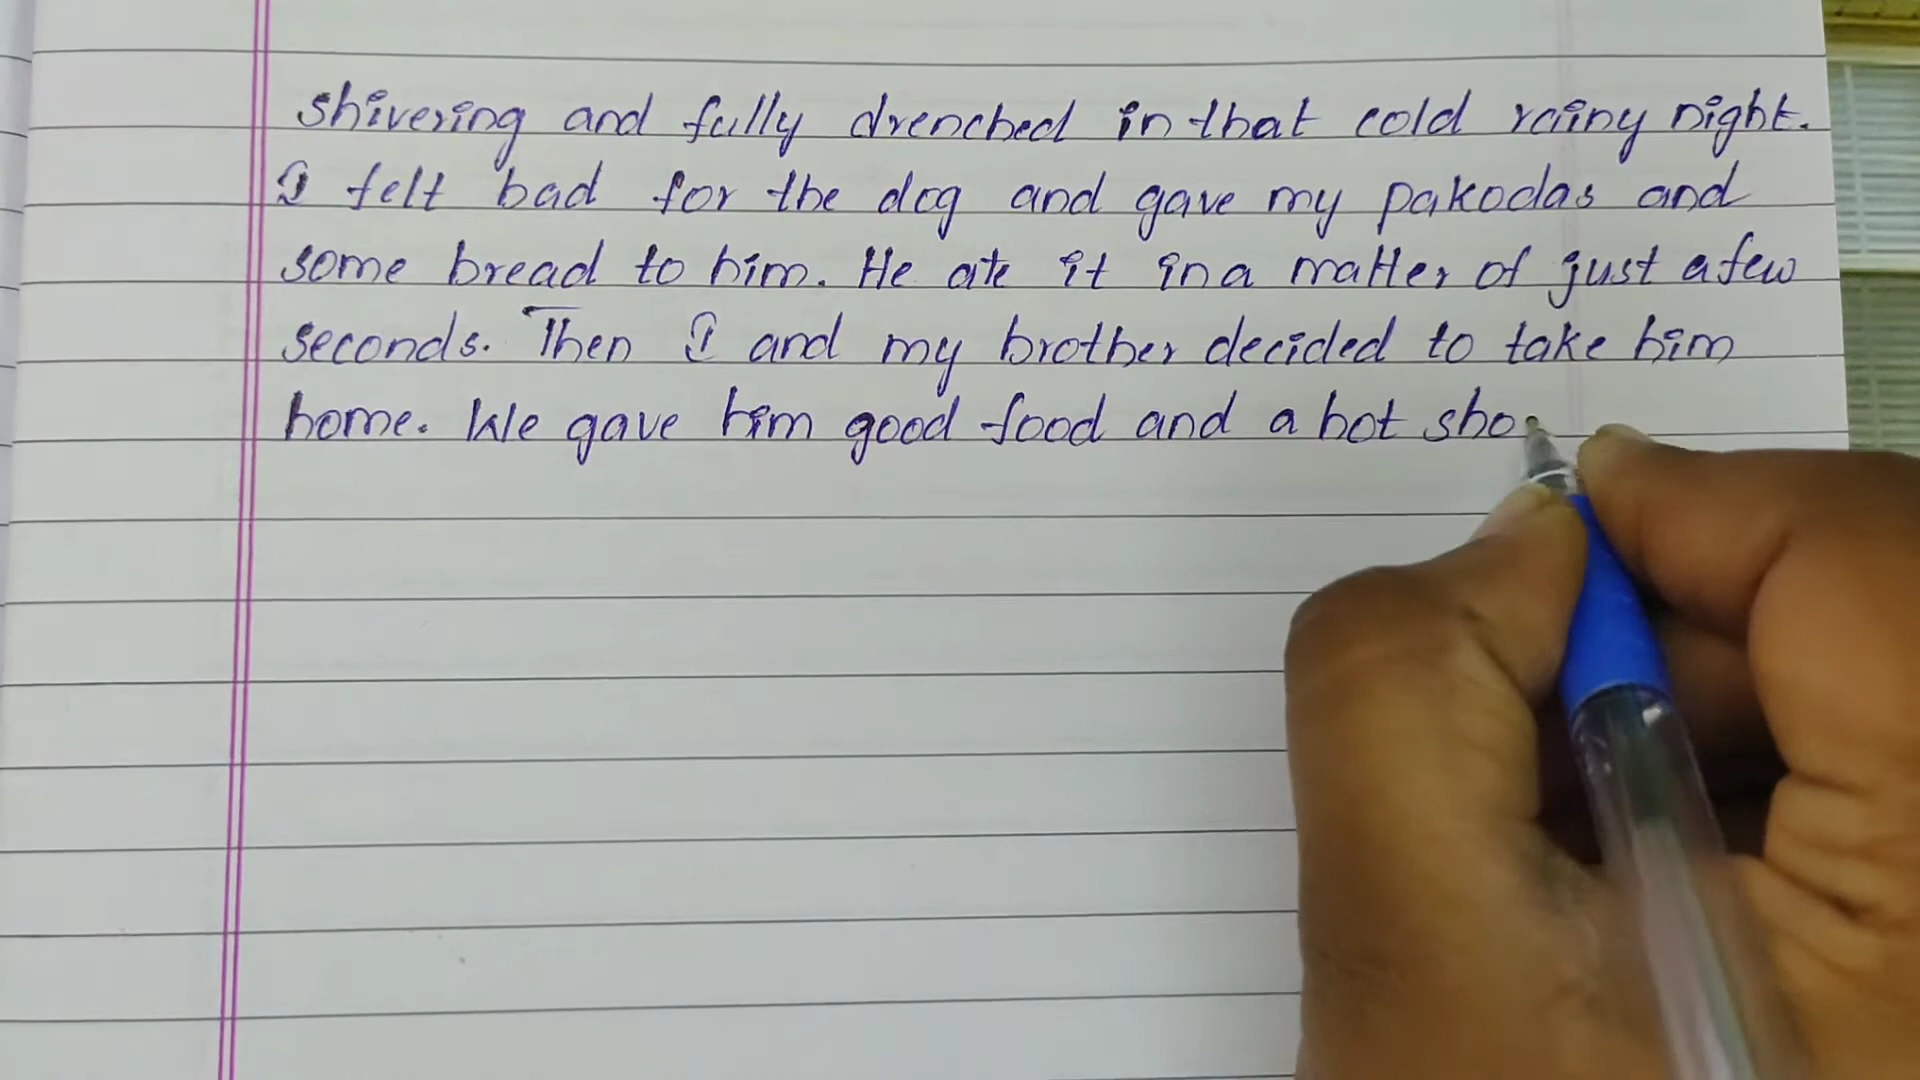 shivering and fully drenched in that cold rainy night.
I felt bad for the dog and gave my pakodas and
some bread to him. He ate it in a matter of just a few
seconds. Then I and my brother decided to take him
home. We gave him good food and a hot sho